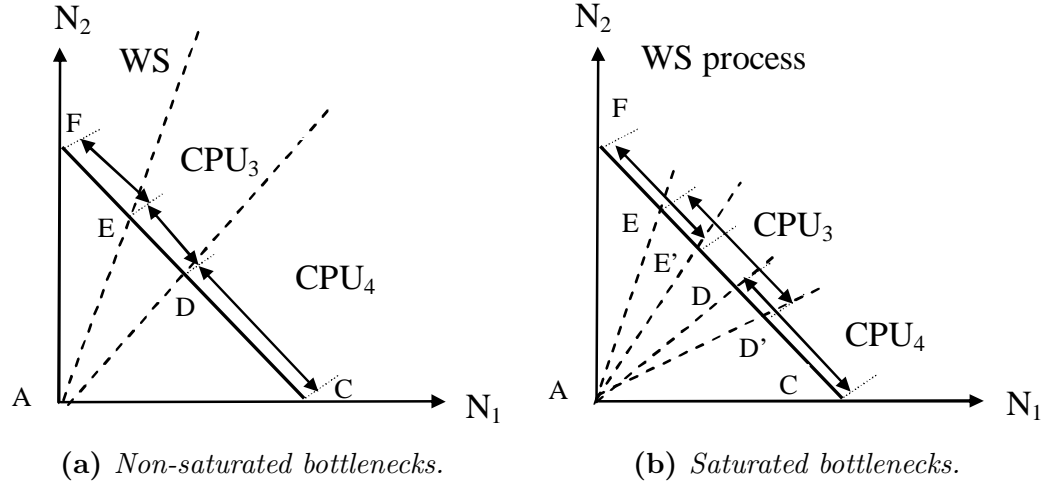 N2
WS
F
CPU3
E
CPU4
D
A
C
N1
(a) Non-saturated bottlenecks.
N2
WS process
F
CPU3
E
E’
D
CPU4
D’
A
C
N1
(b) Saturated bottlenecks.